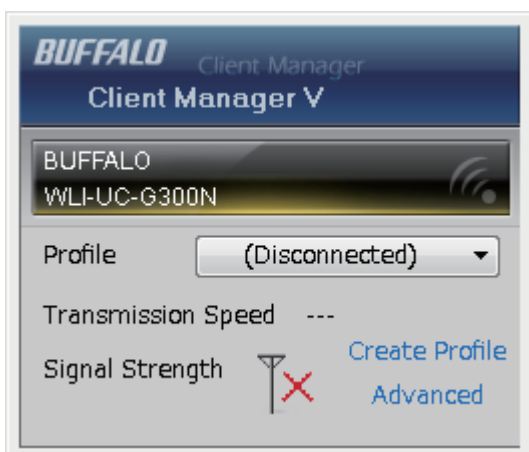 BUFFALO Client Manager
Client Manager V
BUFFALO
WLI-UC-G300N
Profile (Disconnected)
Transmission Speed ---
Signal Strength
Create Profile
Advanced